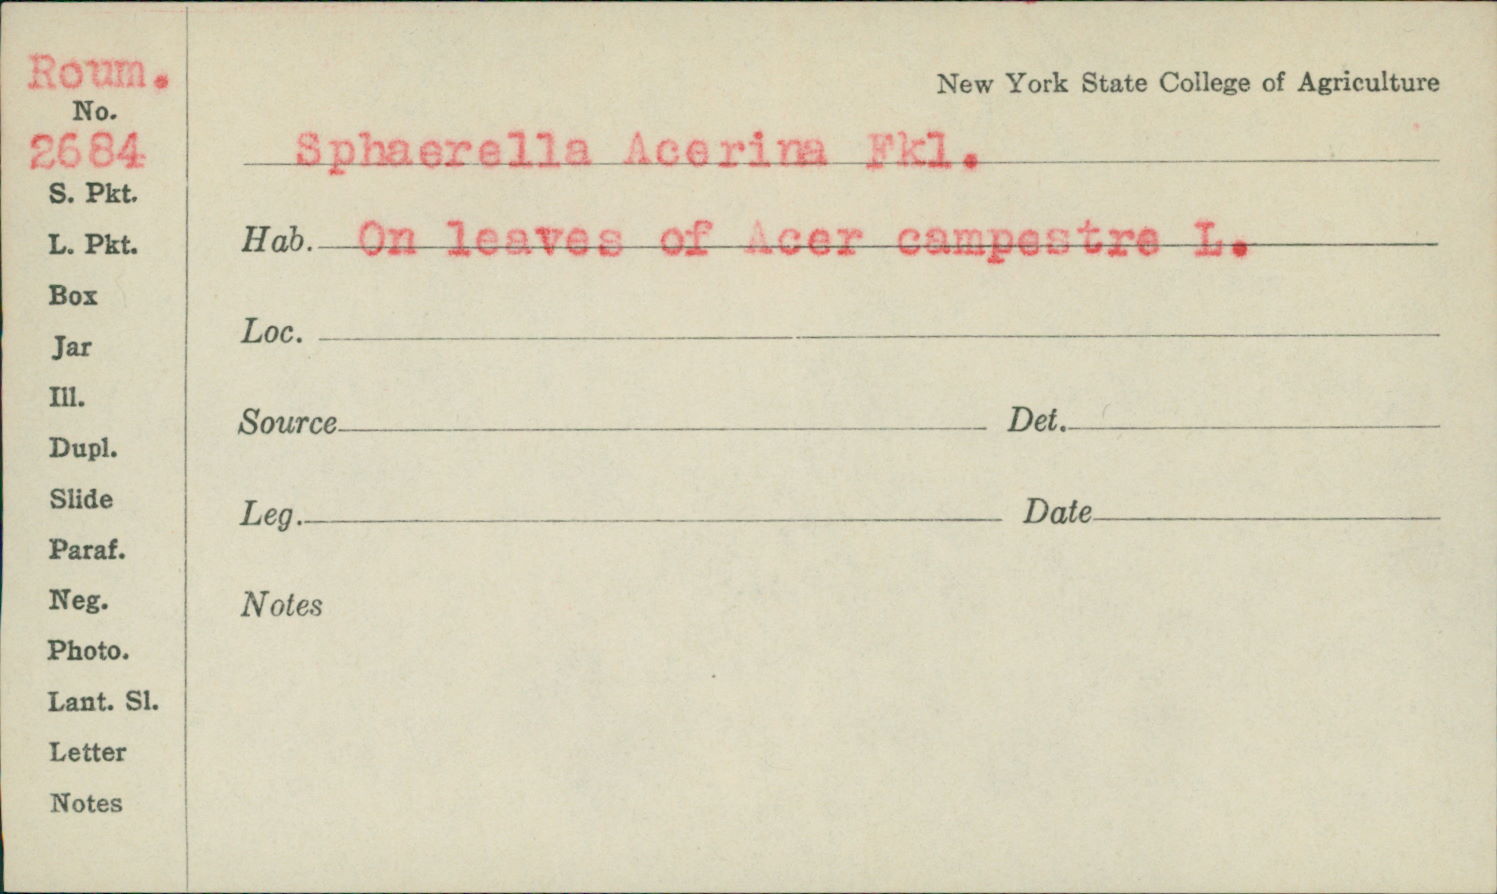 Roum.
No.
2684
S. Pkt.
L. Pkt.
Box
Jar
Ill.
Dupl.
Slide
Paraf.
Neg.
Photo.
Lant. Sl.
Letter
Notes
New York State College of Agriculture
Sphaerella Acerina Fkl.
Hab. On leaves of Acer campestre L.
Loc.
Source Det.
Leg. Date
Notes